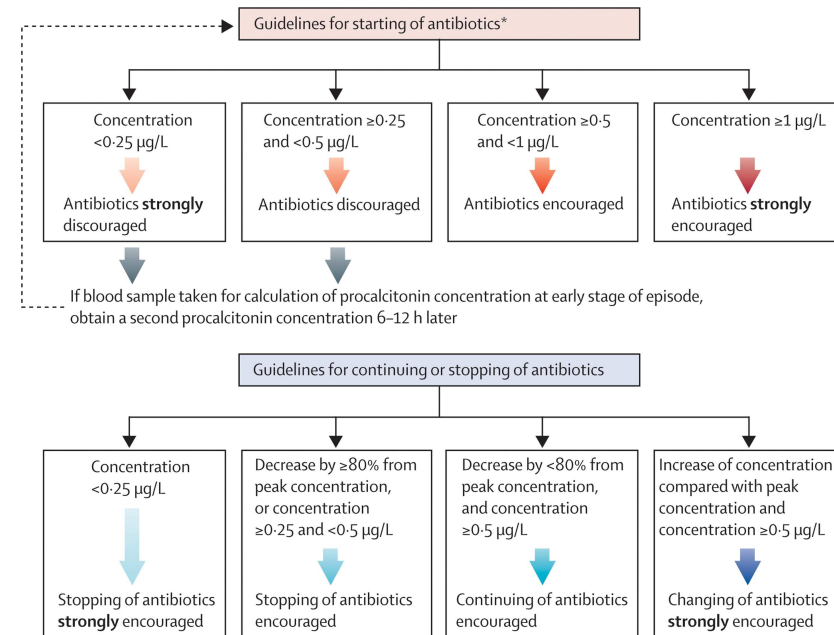 Guidelines for starting of antibiotics*
Concentration
<0·25 µg/L
Antibiotics strongly
discouraged
Concentration ≥0·25
and <0·5 µg/L
Antibiotics discouraged
Concentration ≥0·5
and <1 µg/L
Antibiotics encouraged
Concentration ≥1 µg/L
Antibiotics strongly
encouraged
If blood sample taken for calculation of procalcitonin concentration at early stage of episode,
obtain a second procalcitonin concentration 6–12 h later
Guidelines for continuing or stopping of antibiotics
Concentration
<0·25 µg/L
Stopping of antibiotics
strongly encouraged
Decrease by ≥80% from
peak concentration,
or concentration
≥0·25 and <0·5 µg/L
Stopping of antibiotics
encouraged
Decrease by <80% from
peak concentration,
and concentration
≥0·5 µg/L
Continuing of antibiotics
encouraged
Increase of concentration
compared with peak
concentration and
concentration ≥0·5 µg/L
Changing of antibiotics
strongly encouraged